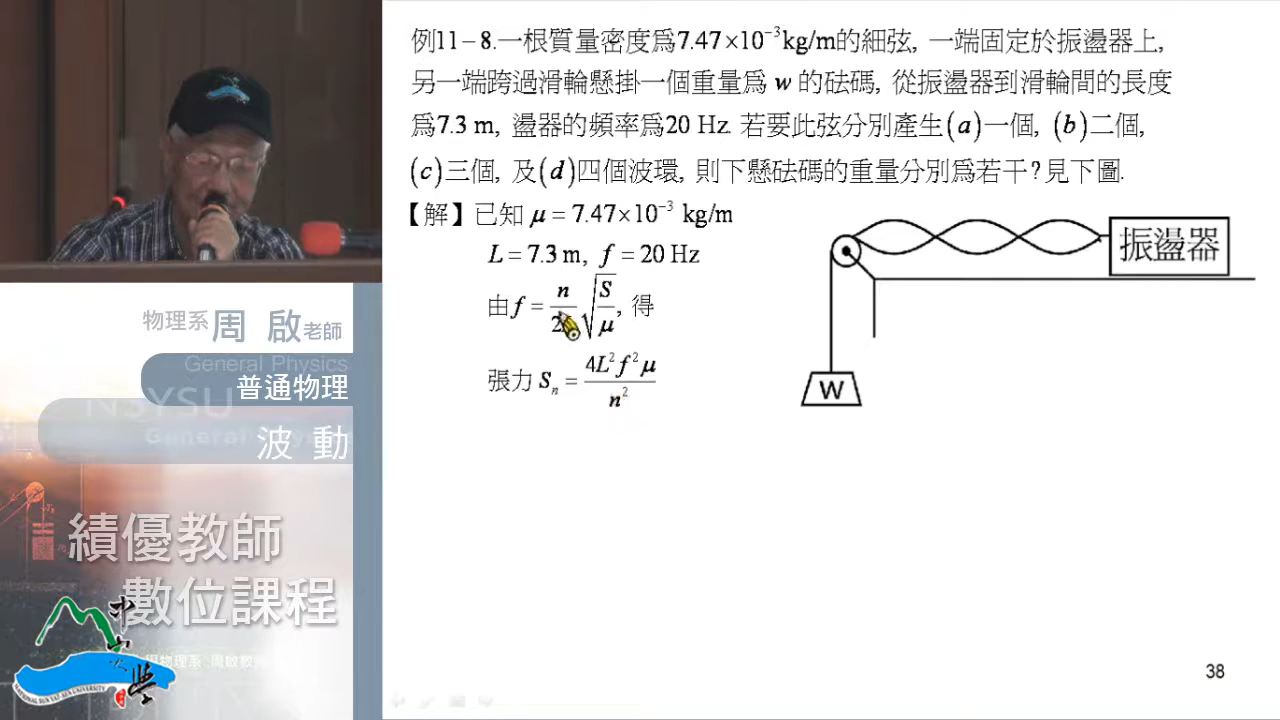 例11－8.一根質量密度爲7.47×10⁻³kg/m的細弦, 一端固定於振盪器上,
另一端跨過滑輪懸掛一個重量爲 w 的砝碼, 從振盪器到滑輪間的長度
爲7.3 m, 盪器的頻率爲20 Hz. 若要此弦分別產生(a)一個, (b)二個,
(c)三個, 及(d)四個波環, 則下懸砝碼的重量分別爲若干?見下圖.
【解】已知 μ = 7.47×10⁻³ kg/m
L = 7.3 m, f = 20 Hz
由 f = n/2 √(S/μ), 得
張力 Sₙ = 4L²f²μ/n²
振盪器
W
物理系 周 啟 老師
General Physics
普通物理
NSYSU
General
波 動
績優教師
數位課程
38